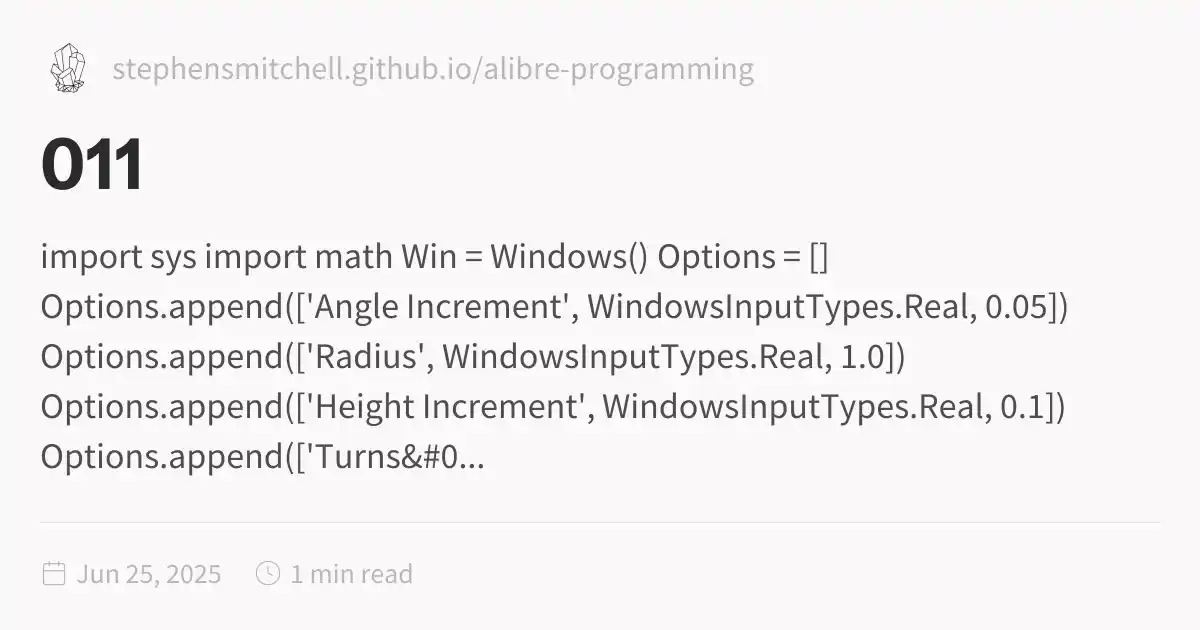 stephensmitchell.github.io/alibre-programming
011
import sys import math Win = Windows() Options = []
Options.append(['Angle Increment', WindowsInputTypes.Real, 0.05])
Options.append(['Radius', WindowsInputTypes.Real, 1.0])
Options.append(['Height Increment', WindowsInputTypes.Real, 0.1])
Options.append(['Turns&#0...
Jun 25, 2025 1 min read